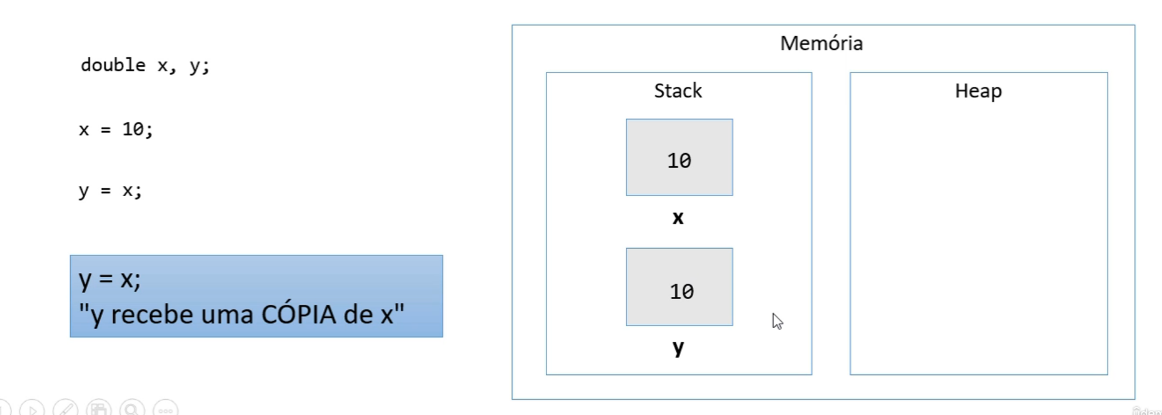 double x, y;
x = 10;
y = x;
y = x;
"y recebe uma CÓPIA de x"
Memória
Stack
10
x
10
y
Heap